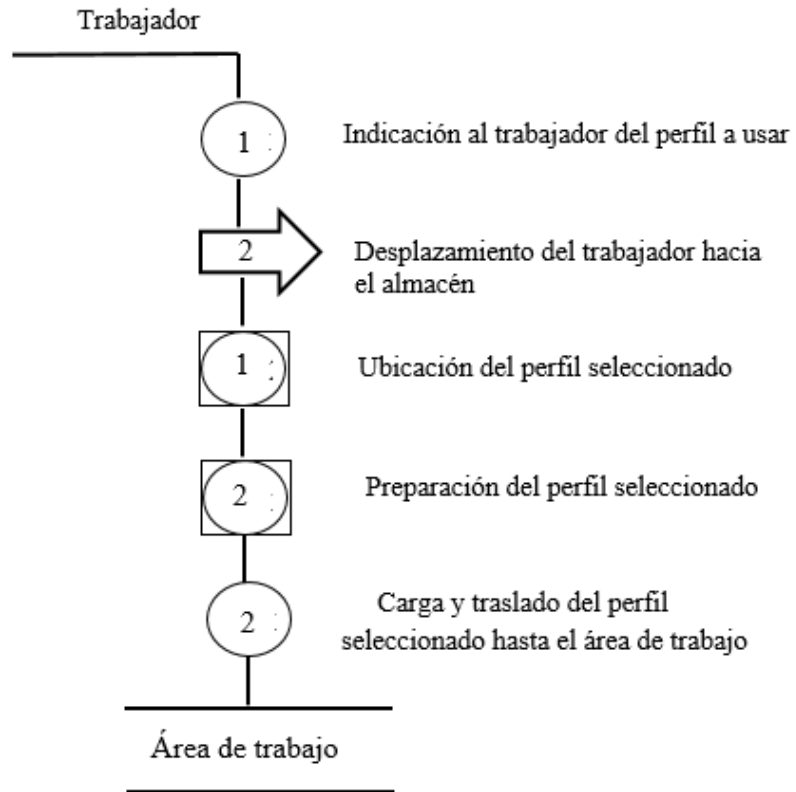 Trabajador
1
Indicación al trabajador del perfil a usar
2
Desplazamiento del trabajador hacia
el almacén
1
Ubicación del perfil seleccionado
2
Preparación del perfil seleccionado
2
Carga y traslado del perfil
seleccionado hasta el área de trabajo
Área de trabajo